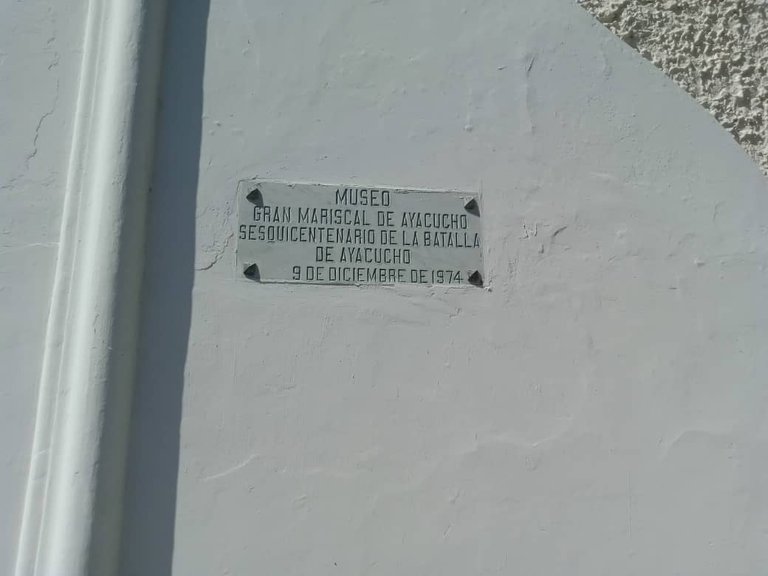 MUSEO
GRAN MARISCAL DE AYACUCHO
SESQUICENTENARIO DE LA BATALLA
DE AYACUCHO
9 DE DICIEMBRE DE 1974